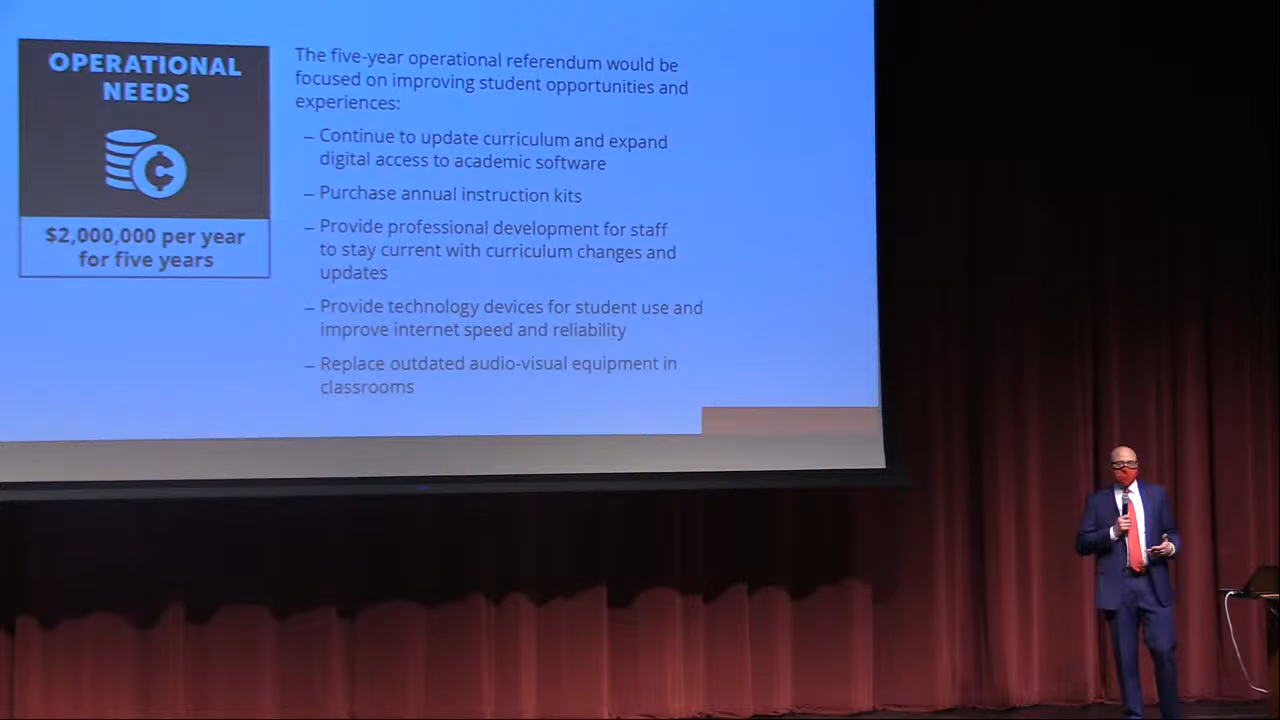 OPERATIONAL
NEEDS
$2,000,000 per year
for five years
The five-year operational referendum would be
focused on improving student opportunities and
experiences:
– Continue to update curriculum and expand
digital access to academic software
– Purchase annual instruction kits
– Provide professional development for staff
to stay current with curriculum changes and
updates
– Provide technology devices for student use and
improve internet speed and reliability
– Replace outdated audio-visual equipment in
classrooms